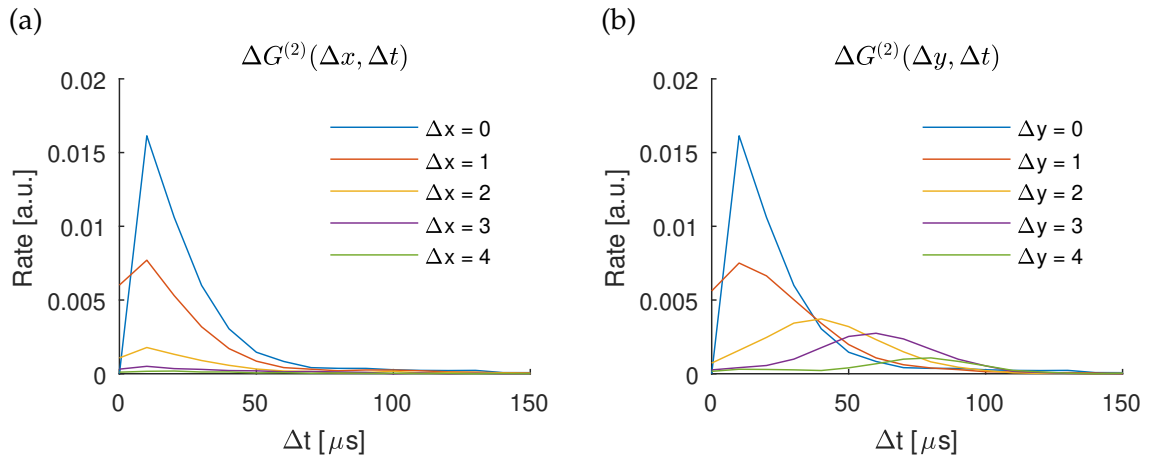 (a)
ΔG⁽²⁾(Δx, Δt)
Rate [a.u.]
0.02
0.015
0.01
0.005
0
Δx = 0
Δx = 1
Δx = 2
Δx = 3
Δx = 4
0 50 100 150
Δt [μs]
(b)
ΔG⁽²⁾(Δy, Δt)
Rate [a.u.]
0.02
0.015
0.01
0.005
0
Δy = 0
Δy = 1
Δy = 2
Δy = 3
Δy = 4
0 50 100 150
Δt [μs]